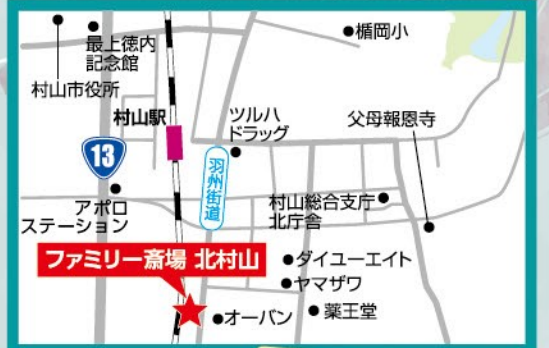 楯岡小
最上徳内
記念館
村山市役所
村山駅
ツルハ
ドラッグ
父母報恩寺
13
羽州街道
アポロ
ステーション
村山総合支庁
北庁舎
ファミリー斎場 北村山
ダイユーエイト
ヤマザワ
オーバン
薬王堂